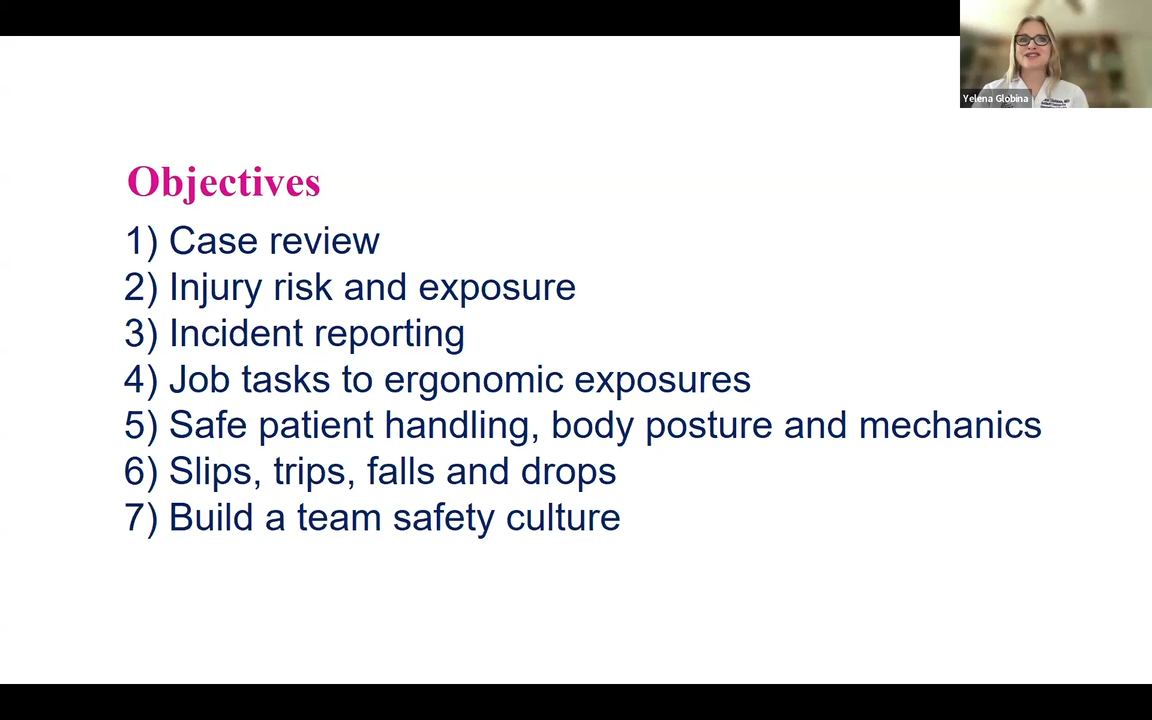 Yelena Globina
Objectives
1) Case review
2) Injury risk and exposure
3) Incident reporting
4) Job tasks to ergonomic exposures
5) Safe patient handling, body posture and mechanics
6) Slips, trips, falls and drops
7) Build a team safety culture